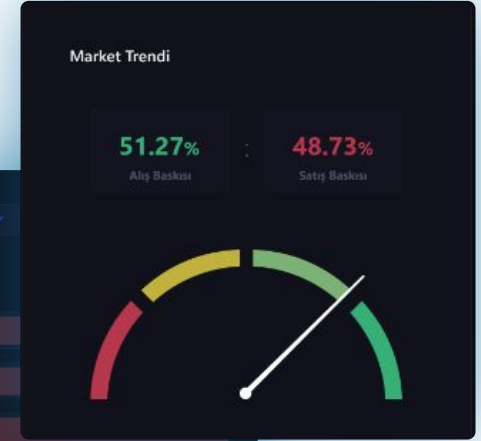 Market Trendi
51.27% : 48.73%
Alış Baskısı Satış Baskısı